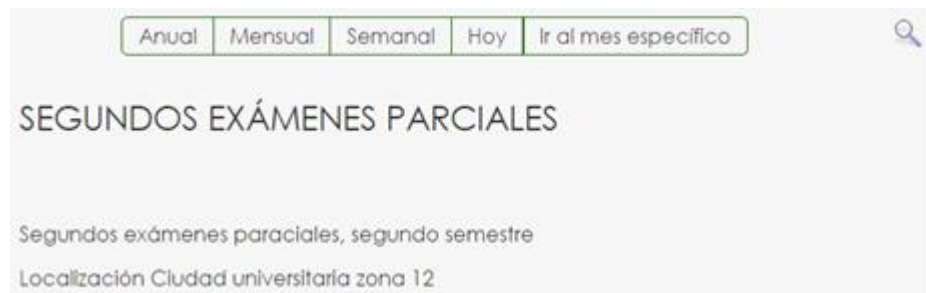 Anual Mensual Semanal Hoy Ir al mes específico
SEGUNDOS EXÁMENES PARCIALES
Segundos exámenes paraciales, segundo semestre
Localización Ciudad universitaria zona 12